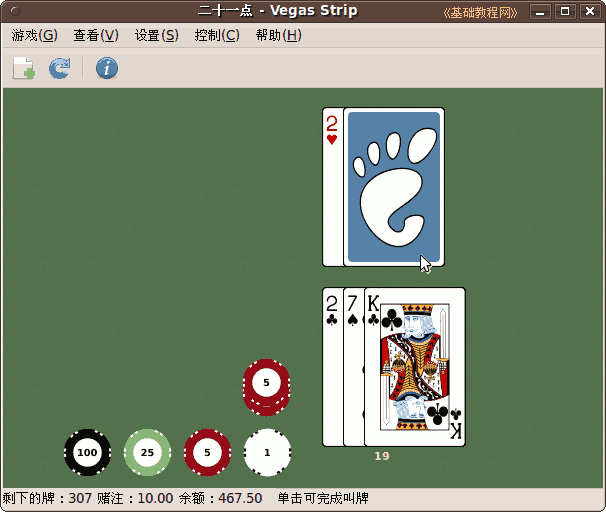 二十一点 - Vegas Strip
《基础教程网》
游戏(G) 查看(V) 设置(S) 控制(C) 帮助(H)
2
2 7 K
K
5
100 25 5 1
19
剩下的牌：307 赌注：10.00 余额：467.50 单击可完成叫牌